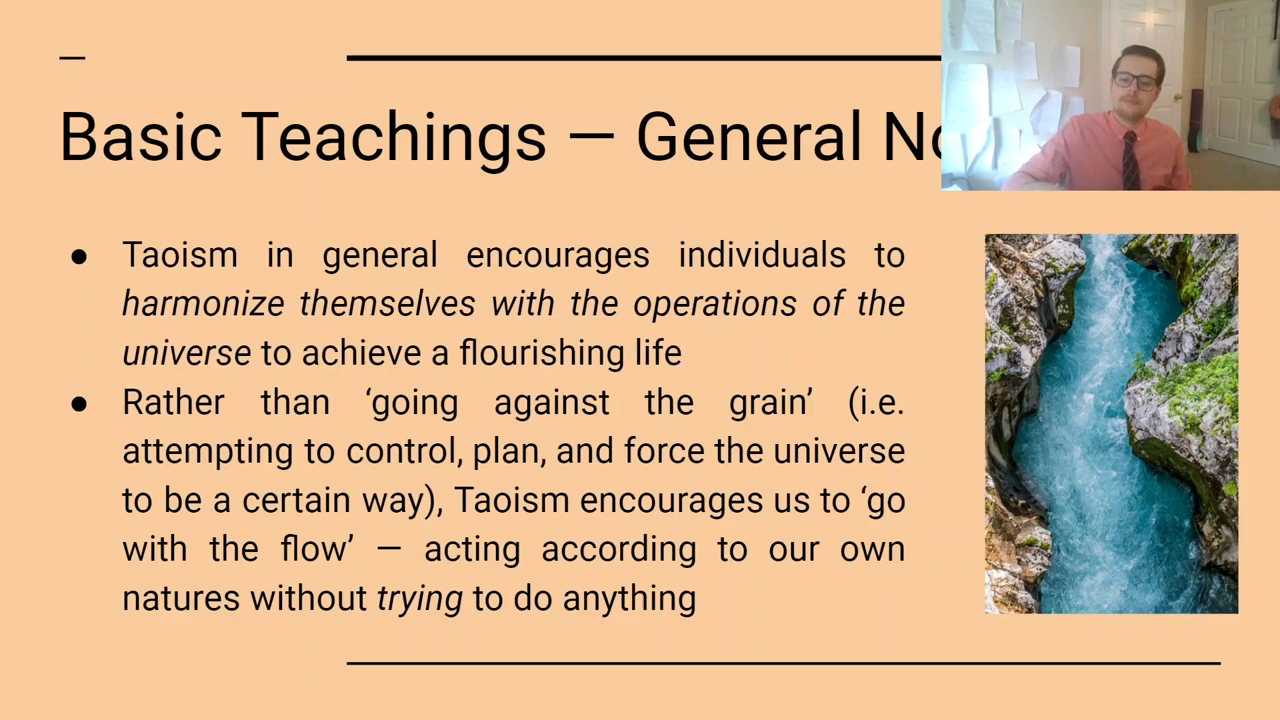 Basic Teachings — General
● Taoism in general encourages individuals to
harmonize themselves with the operations of the
universe to achieve a flourishing life
● Rather than ‘going against the grain’ (i.e.
attempting to control, plan, and force the universe
to be a certain way), Taoism encourages us to ‘go
with the flow’ — acting according to our own
natures without trying to do anything